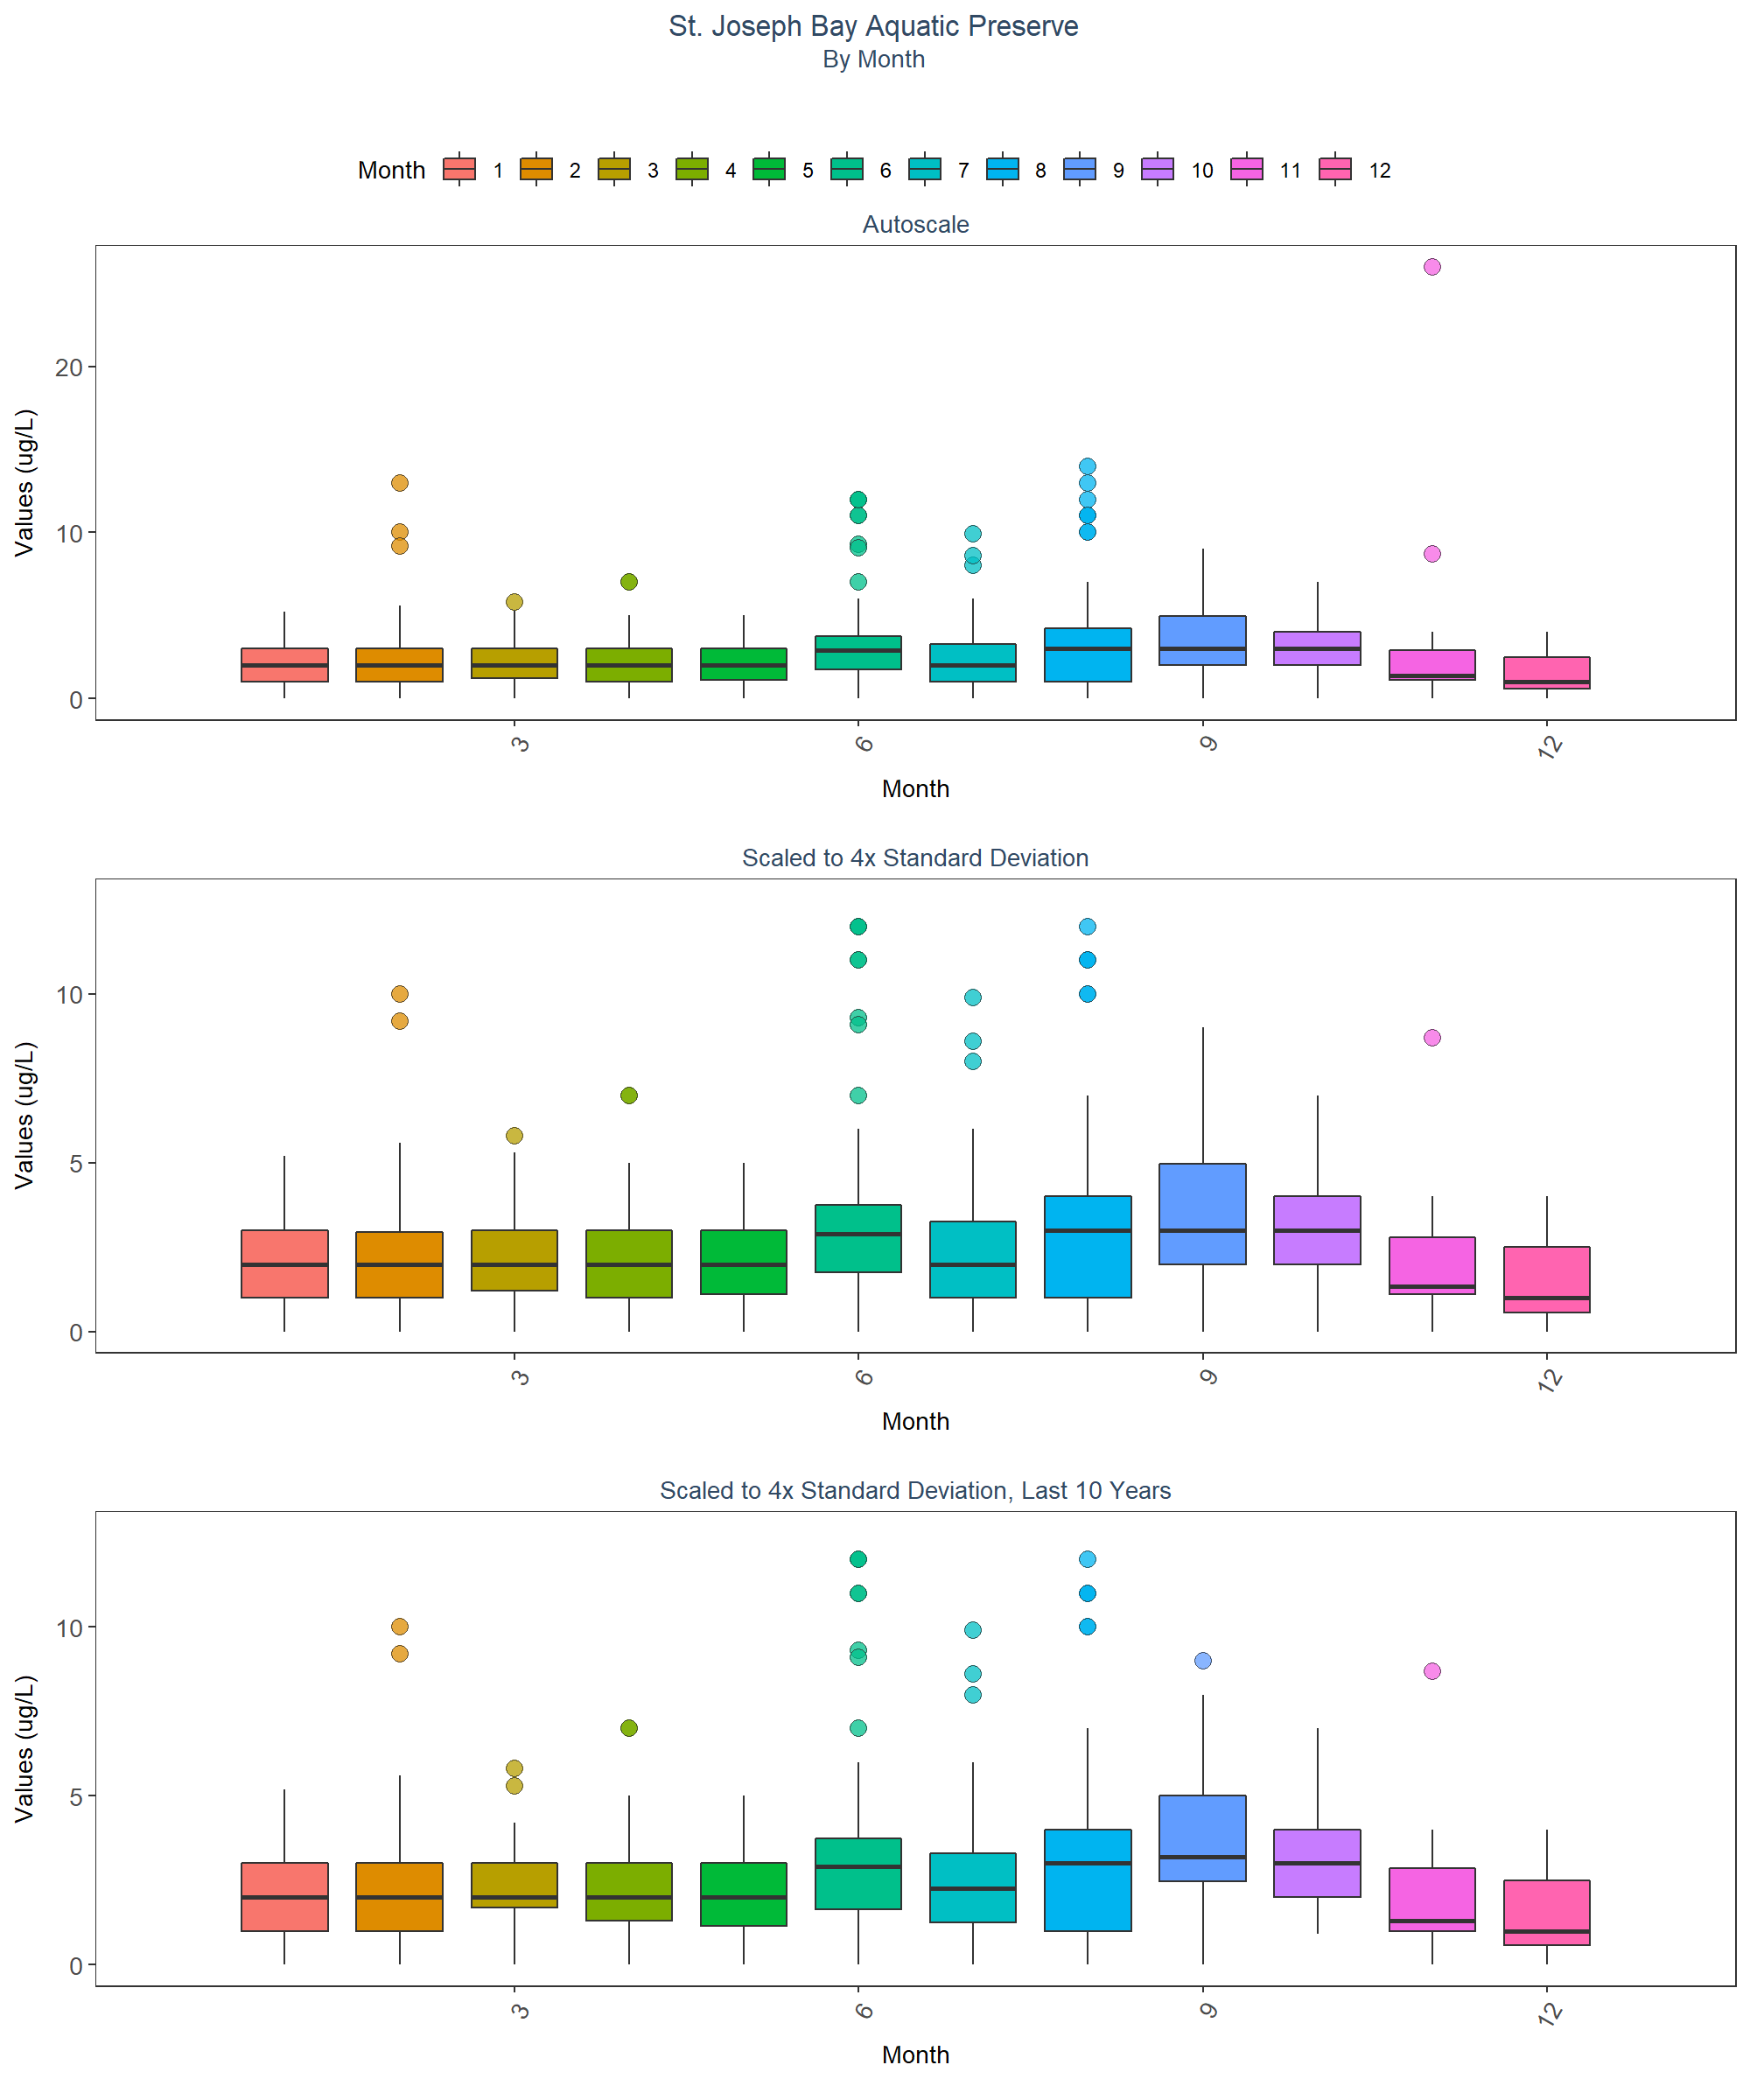 St. Joseph Bay Aquatic Preserve
By Month
Month 1 2 3 4 5 6 7 8 9 10 11 12
Autoscale
Values (ug/L)
20
10
0
3 6 9 12
Month
Scaled to 4x Standard Deviation
Values (ug/L)
10
5
0
3 6 9 12
Month
Scaled to 4x Standard Deviation, Last 10 Years
Values (ug/L)
10
5
0
3 6 9 12
Month